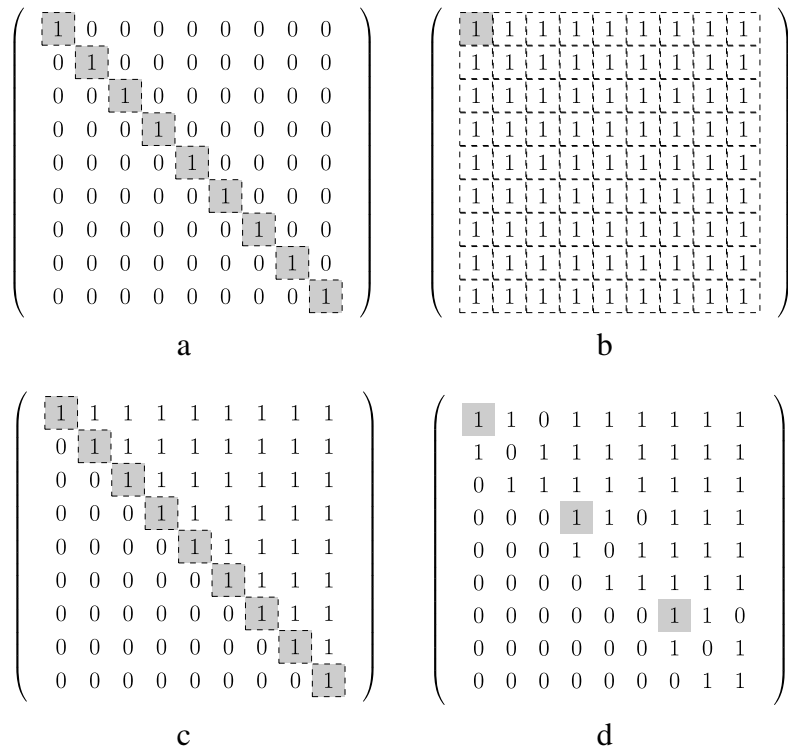 1 0 0 0 0 0 0 0 0
0 1 0 0 0 0 0 0 0
0 0 1 0 0 0 0 0 0
0 0 0 1 0 0 0 0 0
0 0 0 0 1 0 0 0 0
0 0 0 0 0 1 0 0 0
0 0 0 0 0 0 1 0 0
0 0 0 0 0 0 0 1 0
0 0 0 0 0 0 0 0 1
a
1 1 1 1 1 1 1 1 1
1 1 1 1 1 1 1 1 1
1 1 1 1 1 1 1 1 1
1 1 1 1 1 1 1 1 1
1 1 1 1 1 1 1 1 1
1 1 1 1 1 1 1 1 1
1 1 1 1 1 1 1 1 1
1 1 1 1 1 1 1 1 1
1 1 1 1 1 1 1 1 1
b
1 1 1 1 1 1 1 1 1
0 1 1 1 1 1 1 1 1
0 0 1 1 1 1 1 1 1
0 0 0 1 1 1 1 1 1
0 0 0 0 1 1 1 1 1
0 0 0 0 0 1 1 1 1
0 0 0 0 0 0 1 1 1
0 0 0 0 0 0 0 1 1
0 0 0 0 0 0 0 0 1
c
1 1 0 1 1 1 1 1 1
1 0 1 1 1 1 1 1 1
0 1 1 1 1 1 1 1 1
0 0 0 1 1 0 1 1 1
0 0 0 1 0 1 1 1 1
0 0 0 0 1 1 1 1 1
0 0 0 0 0 0 1 1 0
0 0 0 0 0 0 1 0 1
0 0 0 0 0 0 0 1 1
d